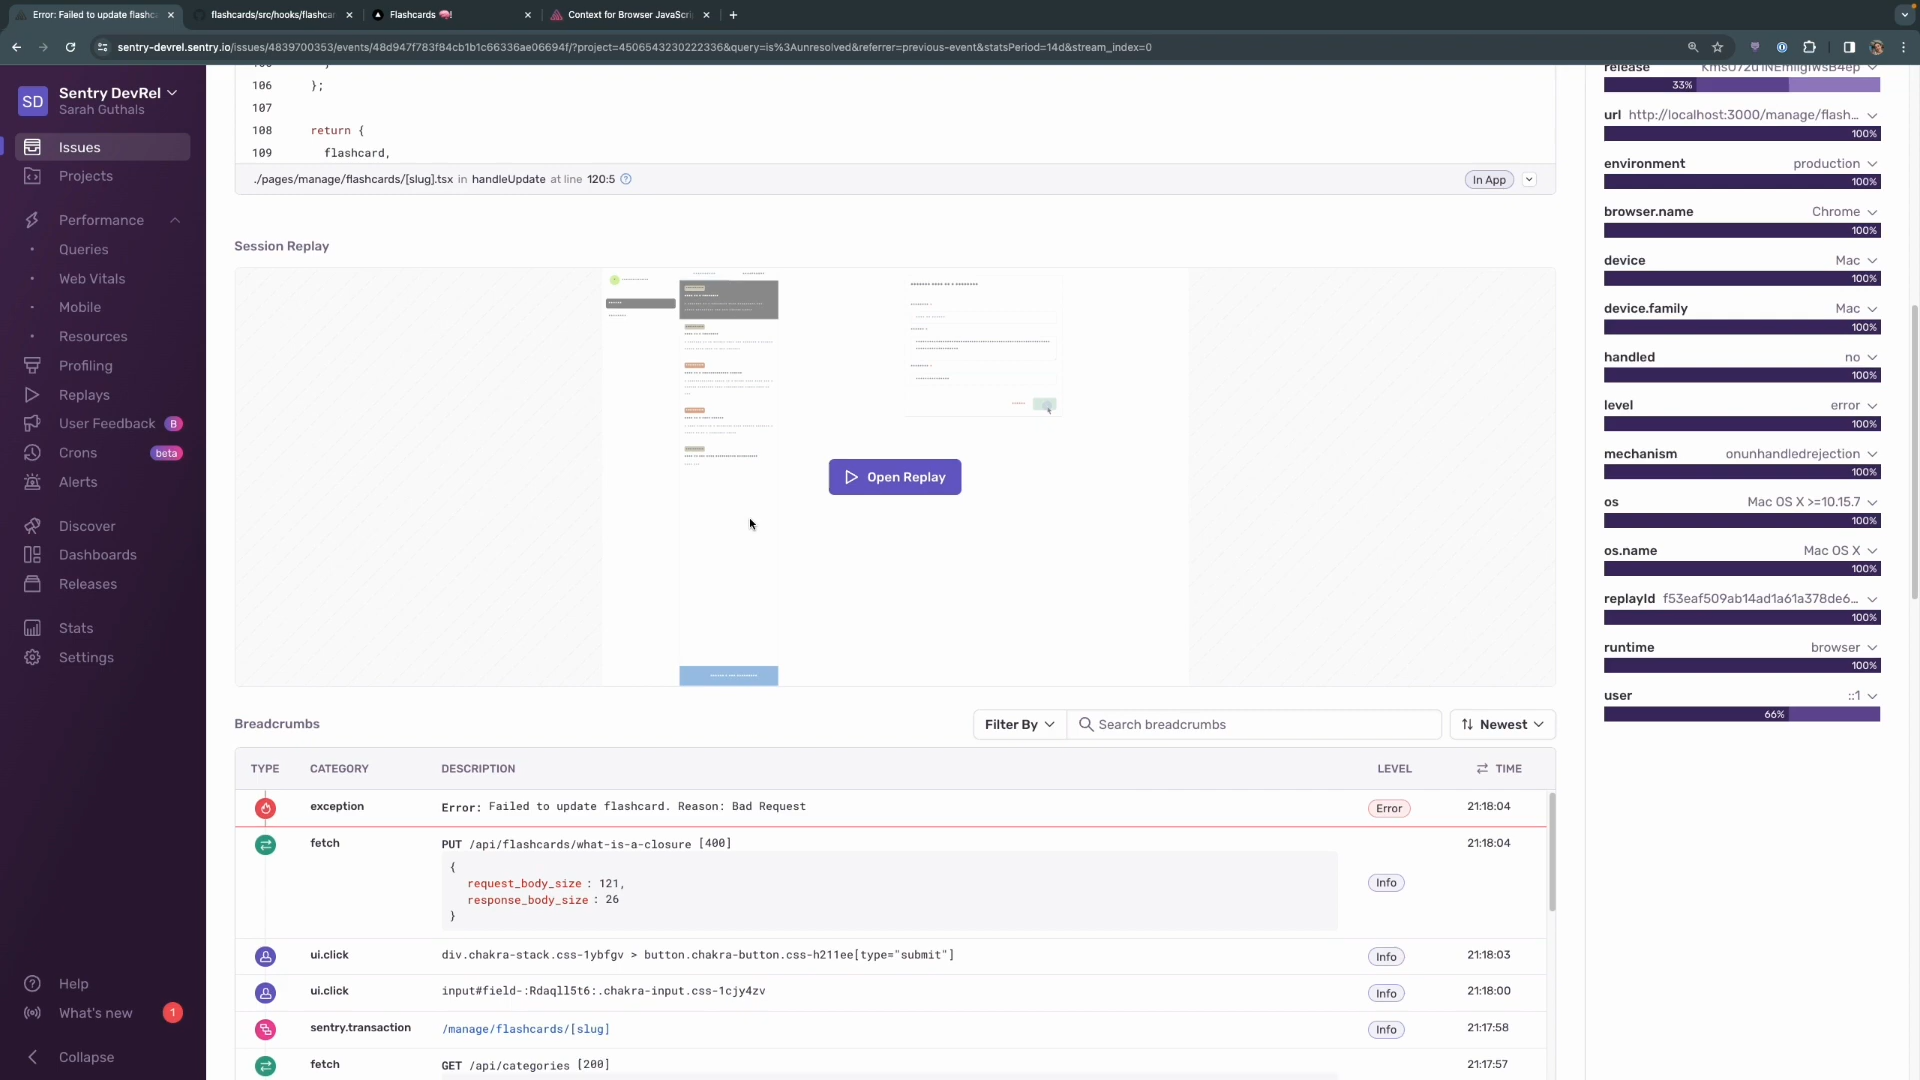 Error: Failed to update flashc
flashcards/src/hooks/flashcar
Flashcards
Context for Browser JavaScri
sentry-devrel.sentry.io/issues/4839700353/events/48d947f783f84cb1b1c66336ae06694f/?project=4506543230222336&query=is%3Aunresolved&referrer=previous-event&statsPeriod=14d&stream_index=0
SD
Sentry DevRel
Sarah Guthals
Issues
Projects
Performance
Queries
Web Vitals
Mobile
Resources
Profiling
Replays
User Feedback B
Crons beta
Alerts
Discover
Dashboards
Releases
Stats
Settings
Help
What's new 1
Collapse
106 };
107
108 return {
109 flashcard,
./pages/manage/flashcards/[slug].tsx in handleUpdate at line 120:5
In App
Session Replay
Open Replay
Breadcrumbs
Filter By
Search breadcrumbs
Newest
TYPE CATEGORY DESCRIPTION LEVEL TIME
exception Error: Failed to update flashcard. Reason: Bad Request Error 21:18:04
fetch PUT /api/flashcards/what-is-a-closure [400] 21:18:04
{
request_body_size : 121,
response_body_size : 26
}
Info
ui.click div.chakra-stack.css-1ybfgv > button.chakra-button.css-h211ee[type="submit"] Info 21:18:03
ui.click input#field-:Rdaqll5t6:.chakra-input.css-1cjy4zv Info 21:18:00
sentry.transaction /manage/flashcards/[slug] Info 21:17:58
fetch GET /api/categories [200] 21:17:57
release
33%
url http://localhost:3000/manage/flash...
100%
environment production
100%
browser.name Chrome
100%
device Mac
100%
device.family Mac
100%
handled no
100%
level error
100%
mechanism onunhandledrejection
100%
os Mac OS X >=10.15.7
100%
os.name Mac OS X
100%
replayId f53eaf509ab14ad1a61a378de6...
100%
runtime browser
100%
user ::1
66%